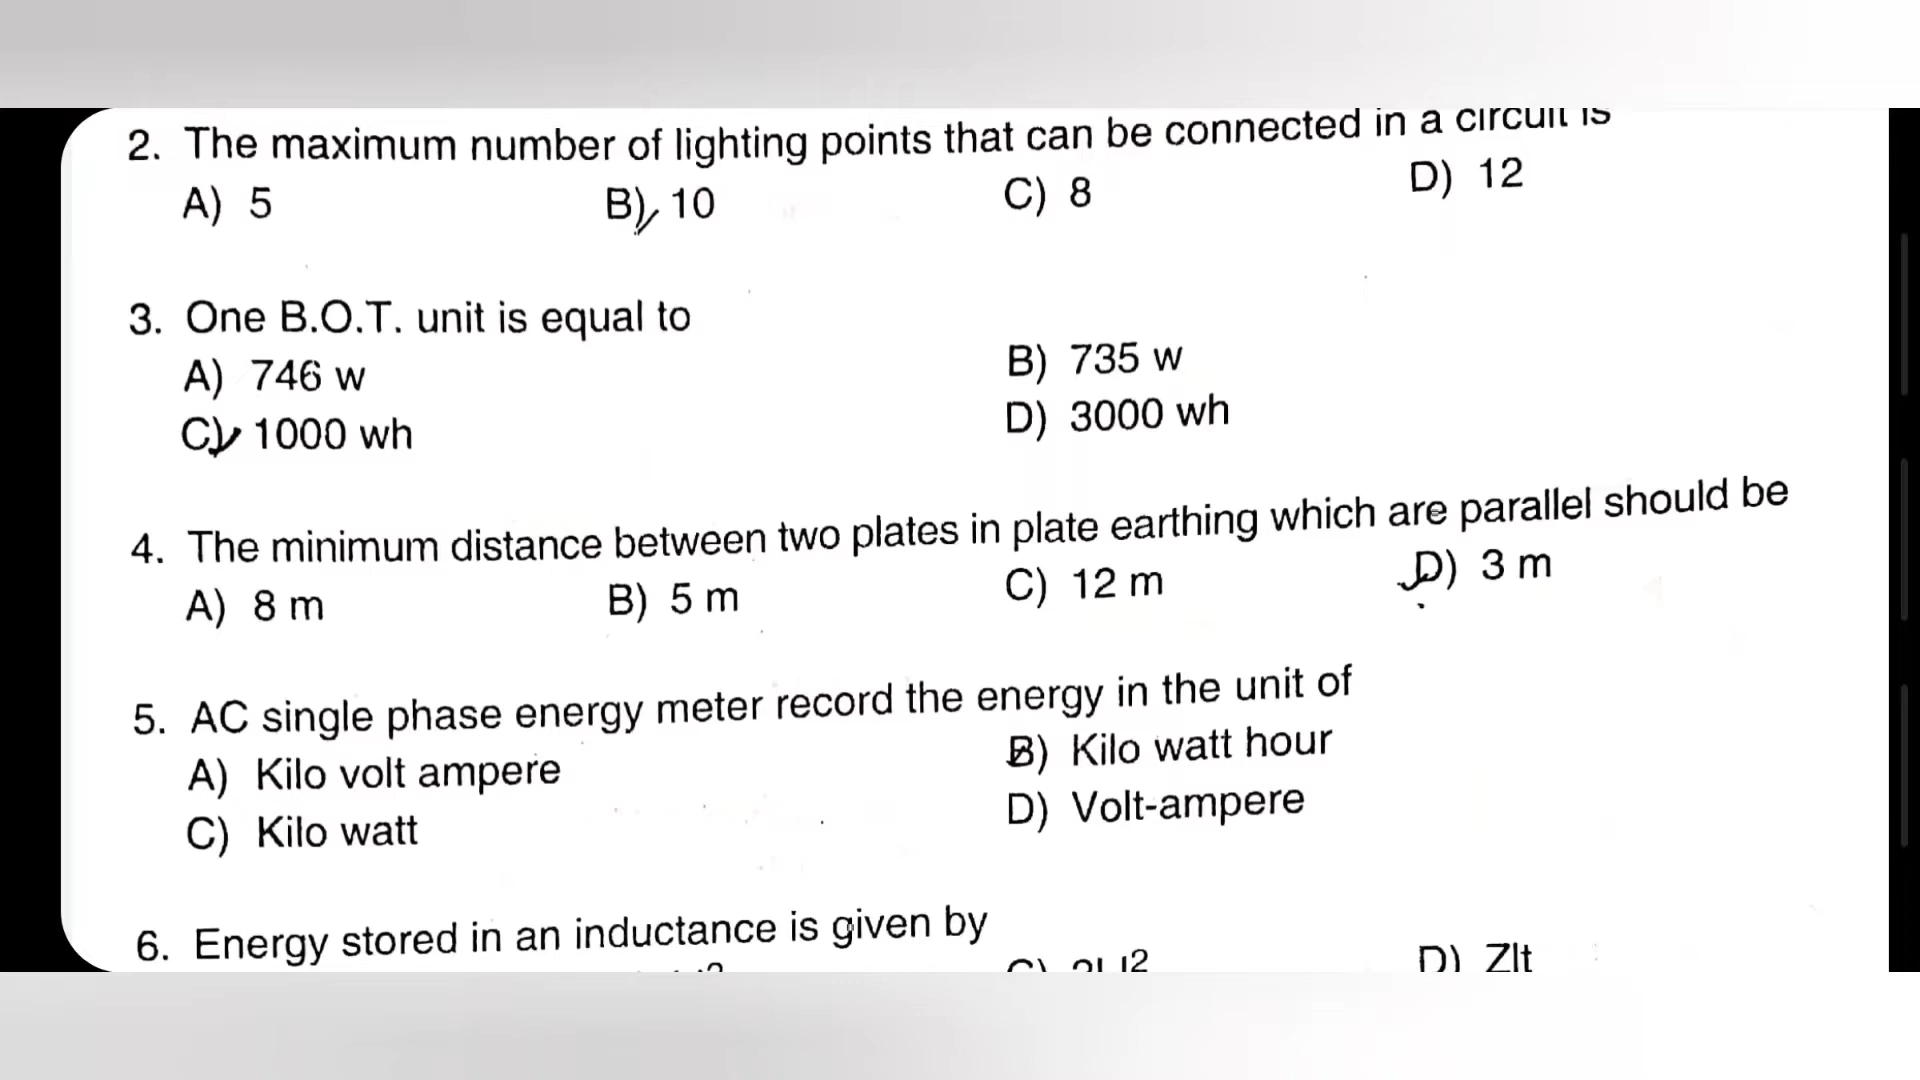 2. The maximum number of lighting points that can be connected in a circuit is
A) 5 B) 10 C) 8 D) 12
3. One B.O.T. unit is equal to
A) 746 w B) 735 w
C) 1000 wh D) 3000 wh
4. The minimum distance between two plates in plate earthing which are parallel should be
A) 8 m B) 5 m C) 12 m D) 3 m
5. AC single phase energy meter record the energy in the unit of
A) Kilo volt ampere B) Kilo watt hour
C) Kilo watt D) Volt-ampere
6. Energy stored in an inductance is given by
D) ZIt